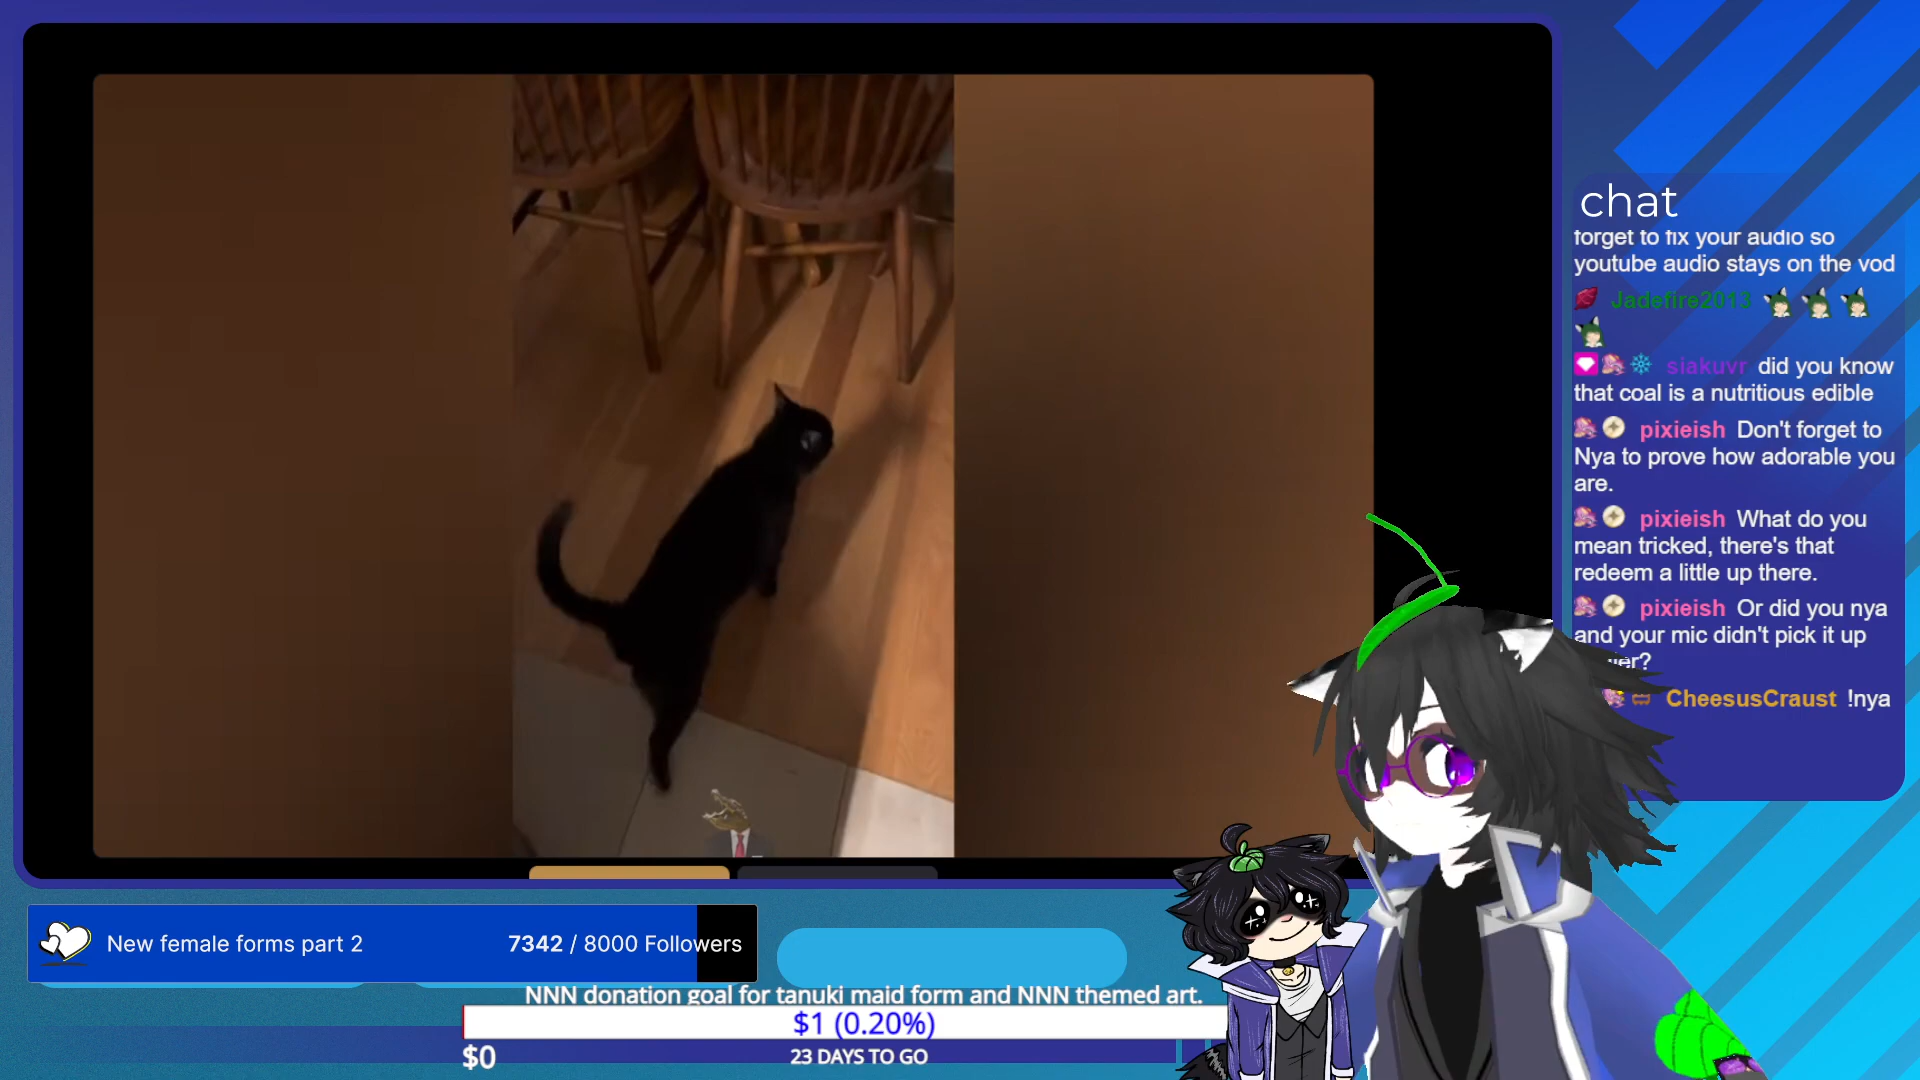 chat
forget to fix your audio so
youtube audio stays on the vod
Jadefire2013
siakuvr did you know
that coal is a nutritious edible
pixieish Don't forget to
Nya to prove how adorable you
are.
pixieish What do you
mean tricked, there's that
redeem a little up there.
pixieish Or did you nya
and your mic didn't pick it up
CheesusCraust !nya
New female forms part 2
7342 / 8000 Followers
NNN donation goal for tanuki maid form and NNN themed art.
$1 (0.20%)
$0
23 DAYS TO GO